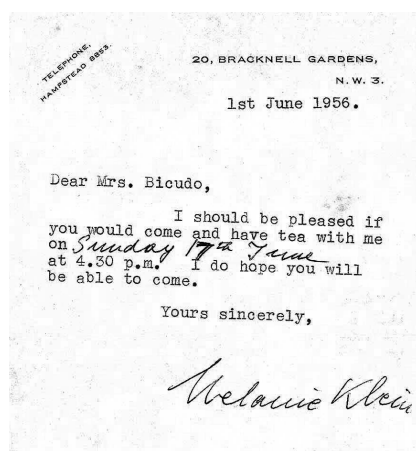 TELEPHONE.
HAMPSTEAD 8853.
20, BRACKNELL GARDENS,
N.W. 3.
1st June 1956.
Dear Mrs. Bicudo,
I should be pleased if
you would come and have tea with me
on Sunday 17th June
at 4.30 p.m. I do hope you will
be able to come.
Yours sincerely,
Melanie Klein